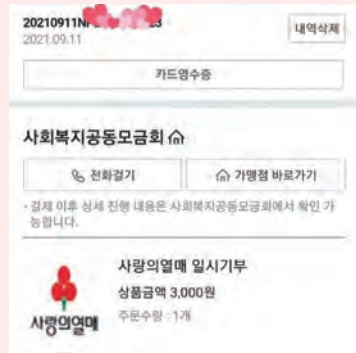 20210911N
2021.09.11
내역삭제
카드영수증
사회복지공동모금회
전화걸기
가맹점 바로가기
· 결제 이후 상세 진행 내용은 사회복지공동모금회에서 확인 가
능합니다.
사랑의열매 일시기부
상품금액 3,000원
주문수량 : 1개
사랑의열매